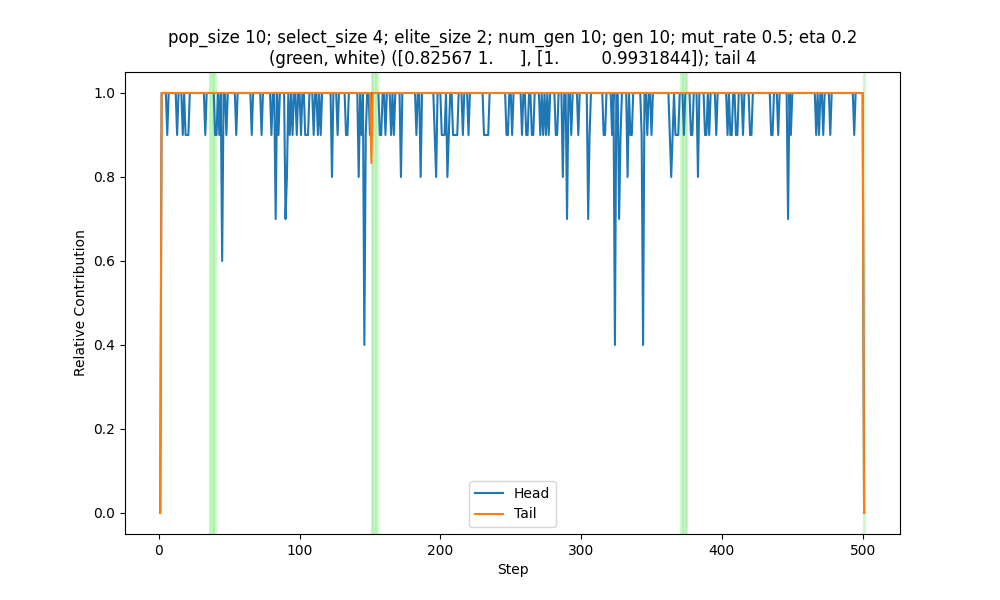 pop_size 10; select_size 4; elite_size 2; num_gen 10; gen 10; mut_rate 0.5; eta 0.2
(green, white) ([0.82567 1.     ], [1.         0.9931844]); tail 4
1.0
0.8
0.6
0.4
0.2
0.0
Relative Contribution
Head
Tail
0 100 200 300 400 500
Step